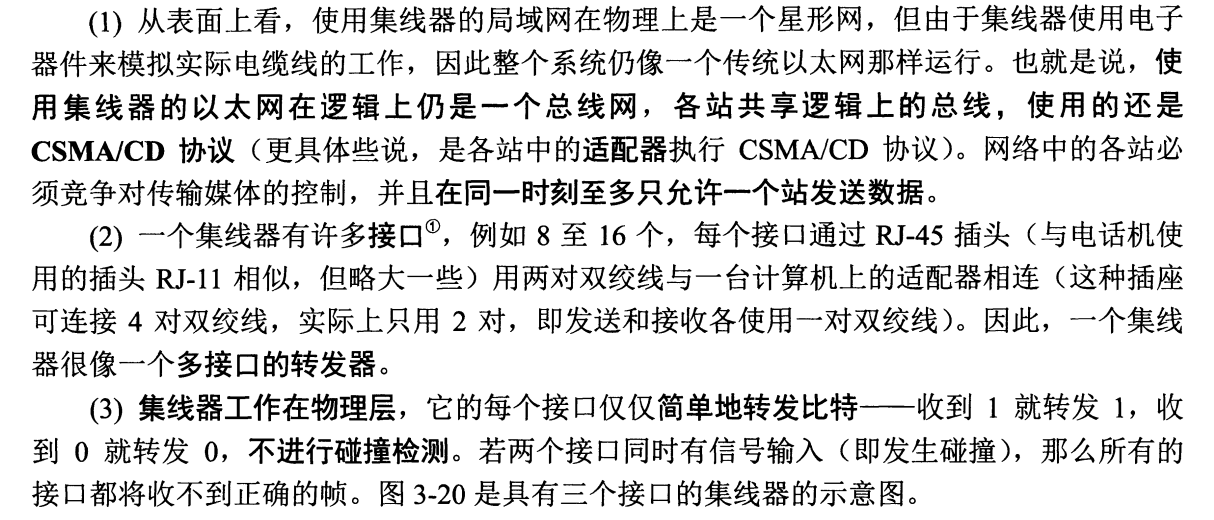 (1) 从表面上看，使用集线器的局域网在物理上是一个星形网，但由于集线器使用电子
器件来模拟实际电缆线的工作，因此整个系统仍像一个传统以太网那样运行。也就是说，使
用集线器的以太网在逻辑上仍是一个总线网，各站共享逻辑上的总线，使用的还是
CSMA/CD 协议（更具体些说，是各站中的适配器执行 CSMA/CD 协议）。网络中的各站必
须竞争对传输媒体的控制，并且在同一时刻至多只允许一个站发送数据。
(2) 一个集线器有许多接口①，例如 8 至 16 个，每个接口通过 RJ-45 插头（与电话机使
用的插头 RJ-11 相似，但略大一些）用两对双绞线与一台计算机上的适配器相连（这种插座
可连接 4 对双绞线，实际上只用 2 对，即发送和接收各使用一对双绞线）。因此，一个集线
器很像一个多接口的转发器。
(3) 集线器工作在物理层，它的每个接口仅仅简单地转发比特——收到 1 就转发 1，收
到 0 就转发 0，不进行碰撞检测。若两个接口同时有信号输入（即发生碰撞），那么所有的
接口都将收不到正确的帧。图 3-20 是具有三个接口的集线器的示意图。